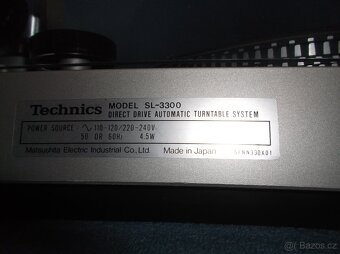 Technics MODEL SL-3300
DIRECT DRIVE AUTOMATIC TURNTABLE SYSTEM
POWER SOURCE ∿ 110-120/220-240V
50 OR 60Hz 4.5W
Matsushita Electric Industrial Co., Ltd. Made in Japan
Bazos.cz